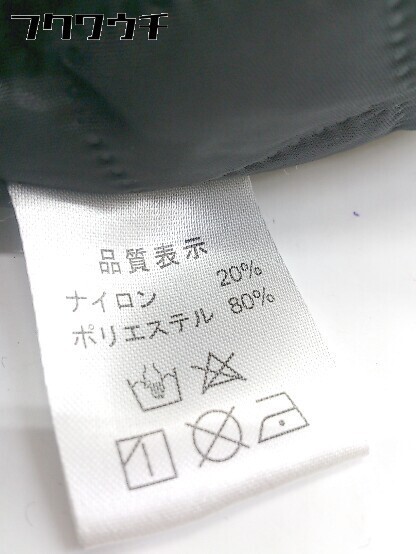 フクワウチ
品質表示
ナイロン 20%
ポリエステル 80%